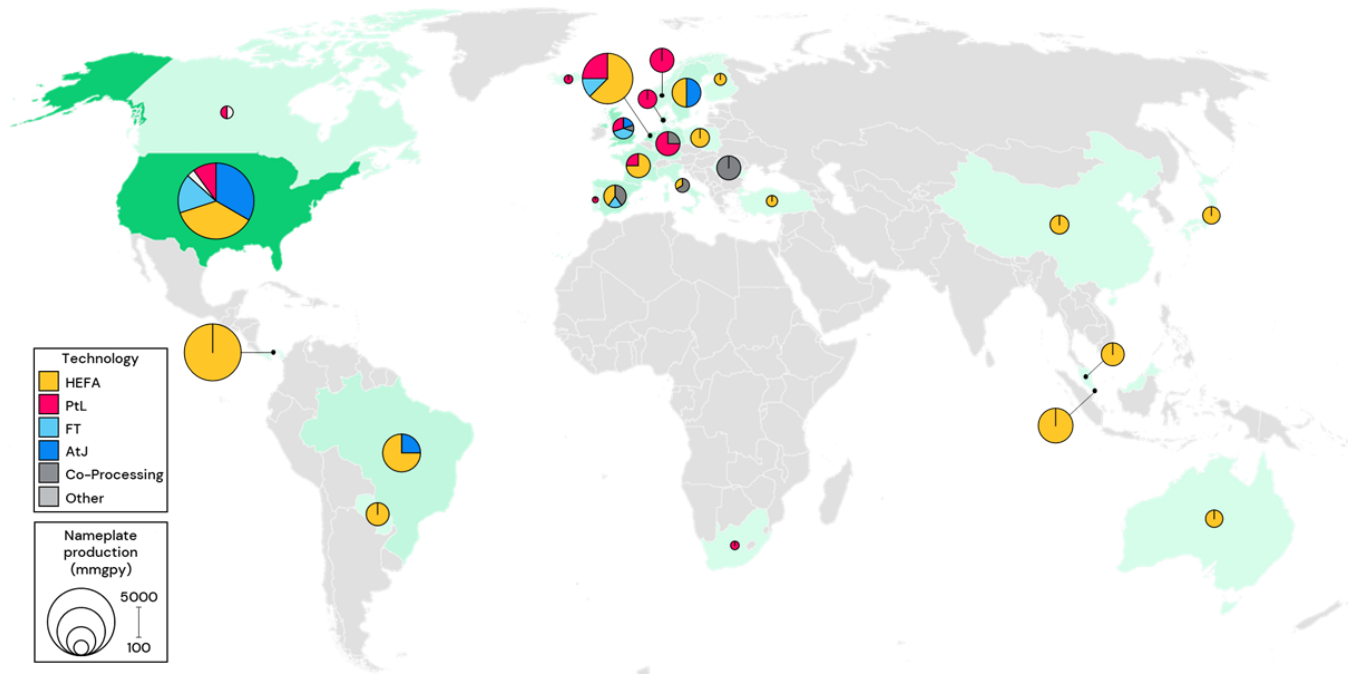 Technology
HEFA
PtL
FT
AtJ
Co-Processing
Other
Nameplate
production
(mmgpy)
5000
100